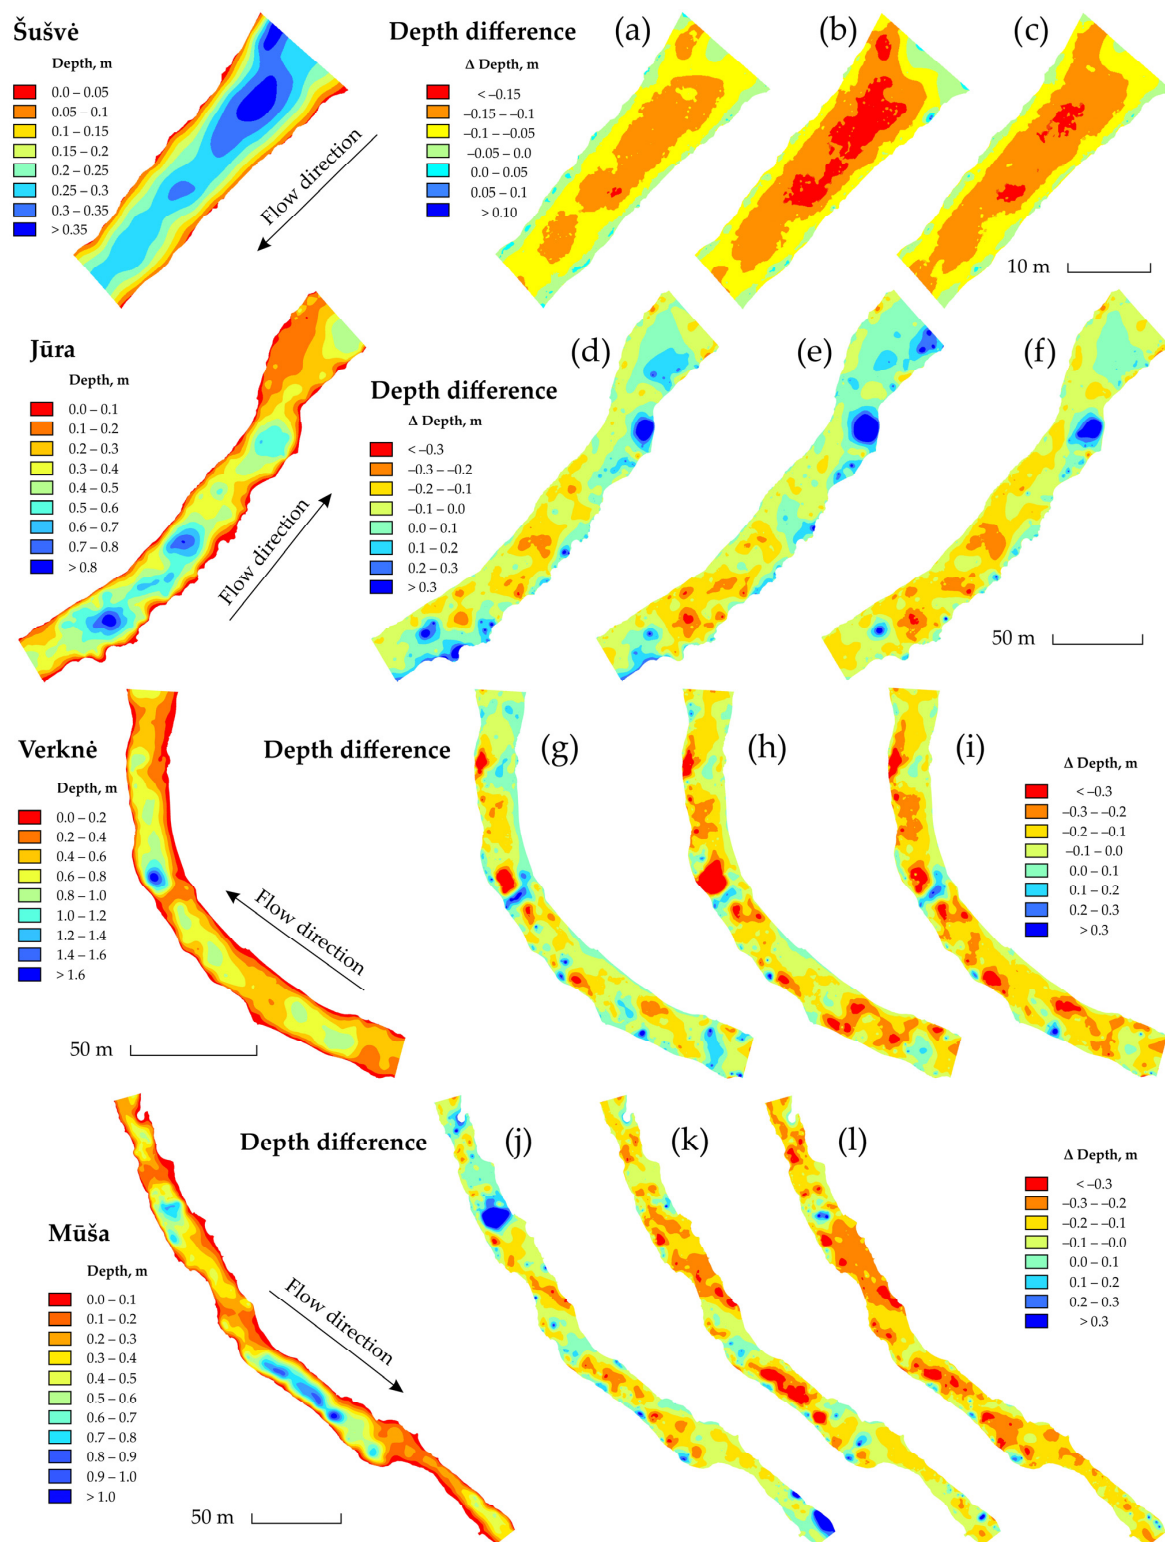 Šušvė
Depth, m
0.0 – 0.05
0.05 – 0.1
0.1 – 0.15
0.15 – 0.2
0.2 – 0.25
0.25 – 0.3
0.3 – 0.35
> 0.35
Flow direction
Depth difference
Δ Depth, m
< –0.15
–0.15 – –0.1
–0.1 – –0.05
–0.05 – 0.0
0.0 – 0.05
0.05 – 0.1
> 0.10
(a)
(b)
(c)
10 m
Jūra
Depth, m
0.0 – 0.1
0.1 – 0.2
0.2 – 0.3
0.3 – 0.4
0.4 – 0.5
0.5 – 0.6
0.6 – 0.7
0.7 – 0.8
> 0.8
Flow direction
Depth difference
Δ Depth, m
< –0.3
–0.3 – –0.2
–0.2 – –0.1
–0.1 – 0.0
0.0 – 0.1
0.1 – 0.2
0.2 – 0.3
> 0.3
(d)
(e)
(f)
50 m
Verknė
Depth, m
0.0 – 0.2
0.2 – 0.4
0.4 – 0.6
0.6 – 0.8
0.8 – 1.0
1.0 – 1.2
1.2 – 1.4
1.4 – 1.6
> 1.6
50 m
Flow direction
Depth difference
(g)
(h)
(i)
Δ Depth, m
< –0.3
–0.3 – –0.2
–0.2 – –0.1
–0.1 – 0.0
0.0 – 0.1
0.1 – 0.2
0.2 – 0.3
> 0.3
Depth difference
(j)
(k)
(l)
Mūša
Depth, m
0.0 – 0.1
0.1 – 0.2
0.2 – 0.3
0.3 – 0.4
0.4 – 0.5
0.5 – 0.6
0.6 – 0.7
0.7 – 0.8
0.8 – 0.9
0.9 – 1.0
> 1.0
Flow direction
50 m
Δ Depth, m
< –0.3
–0.3 – –0.2
–0.2 – –0.1
–0.1 – –0.0
0.0 – 0.1
0.1 – 0.2
0.2 – 0.3
> 0.3